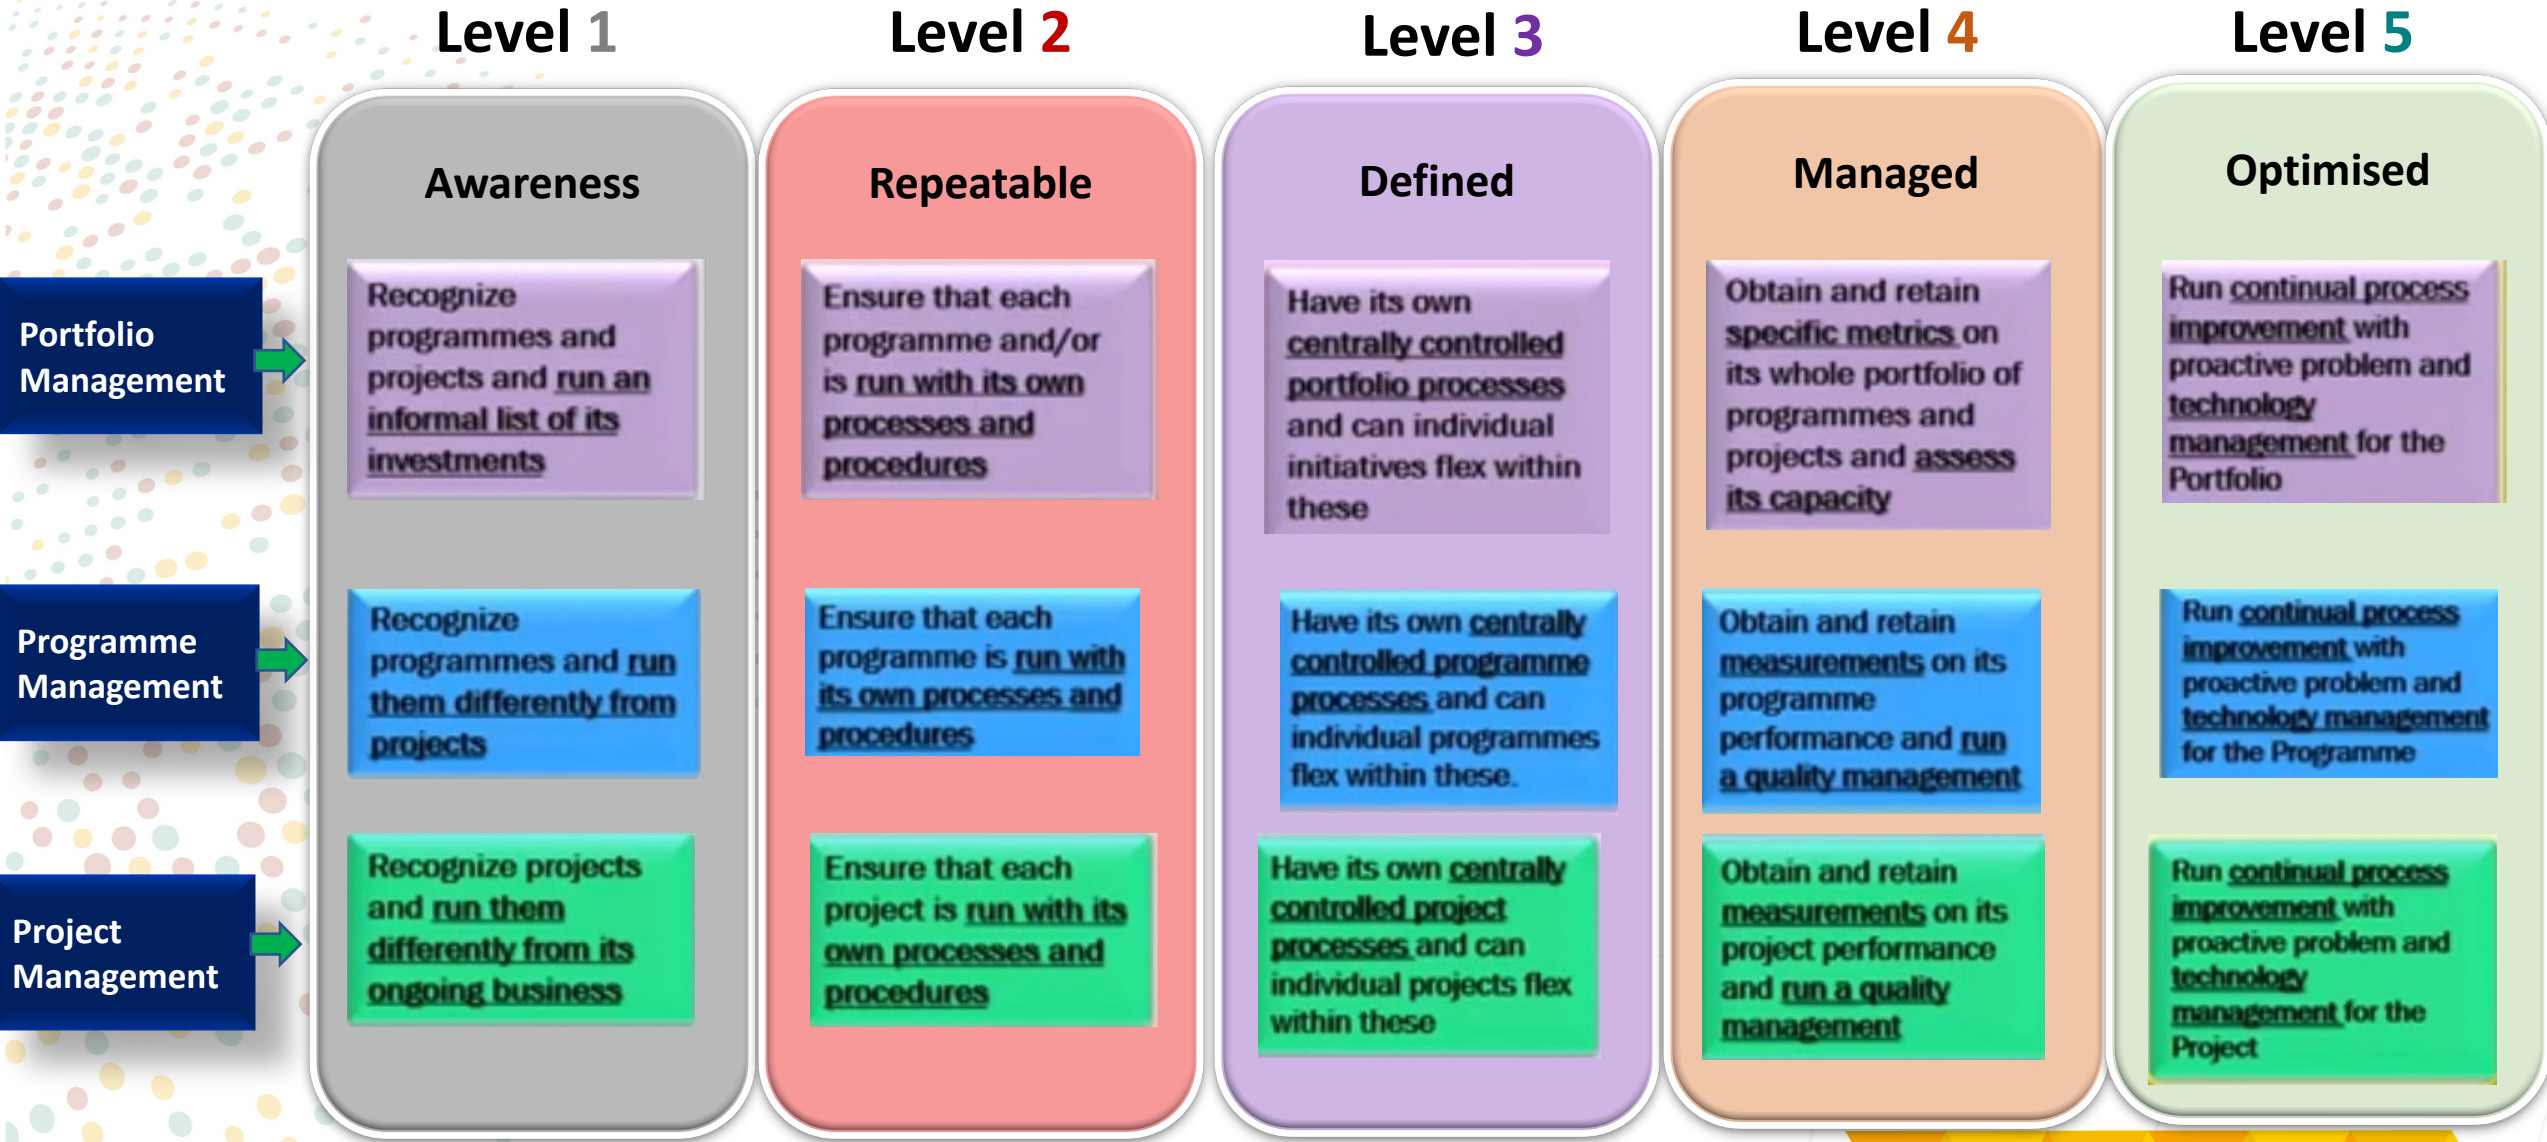 Level 1
Level 2
Level 3
Level 4
Level 5
Awareness
Repeatable
Defined
Managed
Optimised
Portfolio
Management
Recognize
programmes and
projects and run an
informal list of its
investments
Ensure that each
programme and/or
is run with its own
processes and
procedures
Have its own
centrally controlled
portfolio processes
and can individual
initiatives flex within
these
Obtain and retain
specific metrics on
its whole portfolio of
programmes and
projects and assess
its capacity
Run continual process
improvement with
proactive problem and
technology
management for the
Portfolio
Programme
Management
Recognize
programmes and run
them differently from
projects
Ensure that each
programme is run with
its own processes and
procedures
Have its own centrally
controlled programme
processes and can
individual programmes
flex within these.
Obtain and retain
measurements on its
programme
performance and run
a quality management
Run continual process
improvement with
proactive problem and
technology management
for the Programme
Project
Management
Recognize projects
and run them
differently from its
ongoing business
Ensure that each
project is run with its
own processes and
procedures
Have its own centrally
controlled project
processes and can
individual projects flex
within these
Obtain and retain
measurements on its
project performance
and run a quality
management
Run continual process
improvement with
proactive problem and
technology
management for the
Project